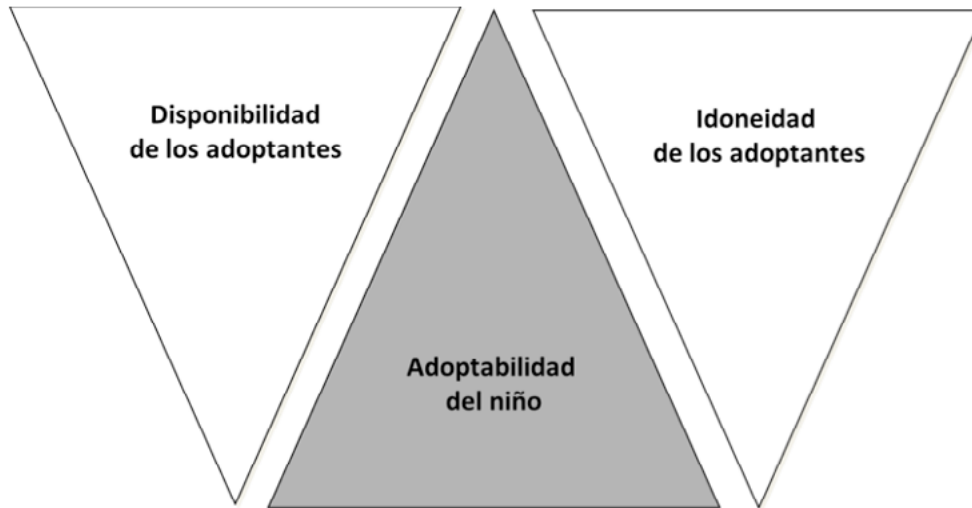 Disponibilidad
de los adoptantes
Idoneidad
de los adoptantes
Adoptabilidad
del niño